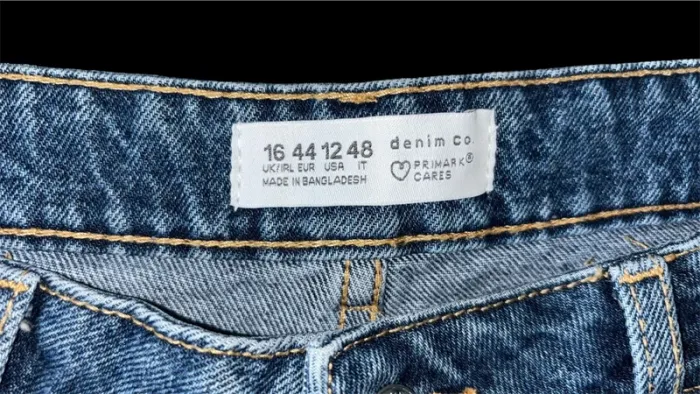 16 44 12 48
UK/IRL EUR USA IT
MADE IN BANGLADESH
denim co.
PRIMARK®
CARES